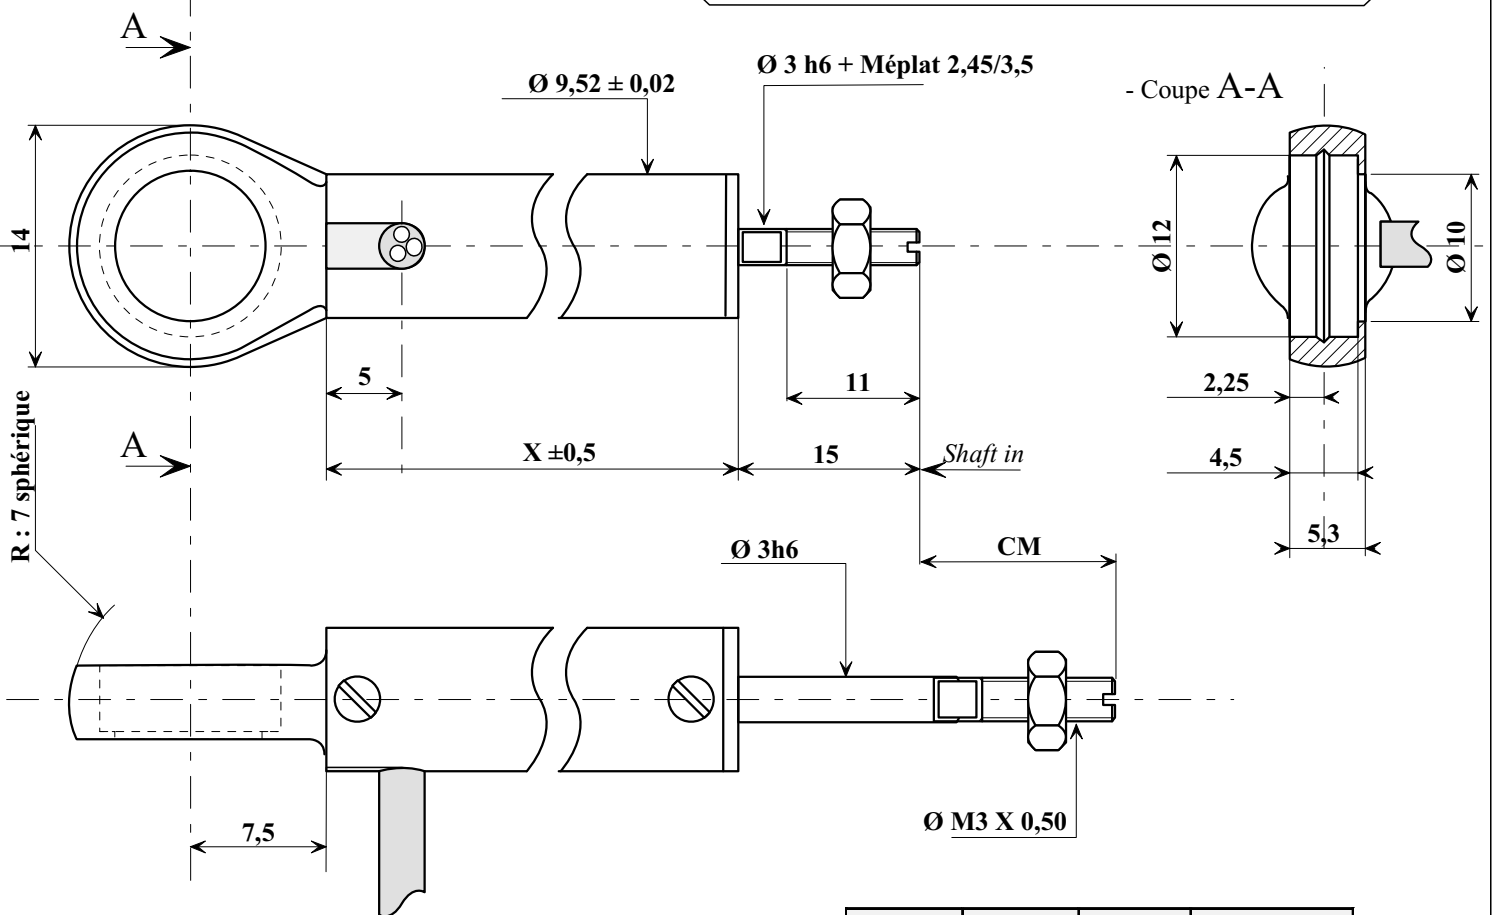 A
Ø 9,52 ± 0,02
Ø 3 h6 + Méplat 2,45/3,5
- Coupe A-A
14
Ø 12
Ø 10
5
11
2,25
A
X ±0,5
15
Shaft in
4,5
R : 7 sphérique
5,3
Ø 3h6
CM
Ø M3 X 0,50
7,5